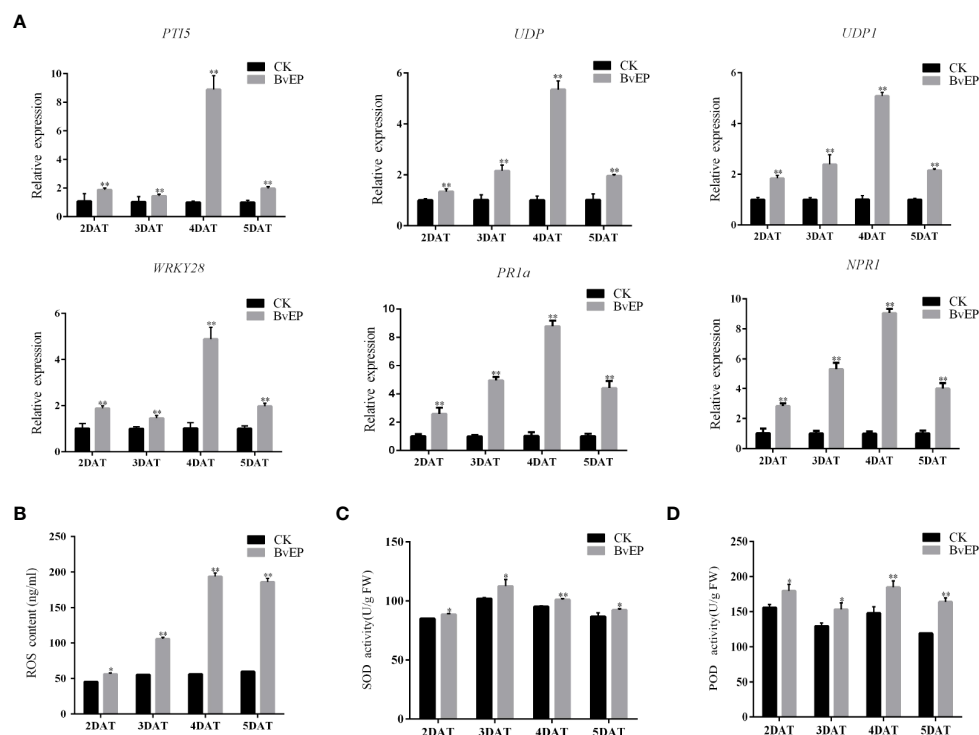 A
PTI5
CK
BvEP
Relative expression
10
8
6
4
2
0
**
**
**
**
2DAT 3DAT 4DAT 5DAT
UDP
CK
BvEP
Relative expression
6
4
2
0
**
**
**
**
2DAT 3DAT 4DAT 5DAT
UDP1
CK
BvEP
Relative expression
6
4
2
0
**
**
**
**
2DAT 3DAT 4DAT 5DAT
WRKY28
CK
BvEP
Relative expression
6
4
2
0
**
**
**
**
2DAT 3DAT 4DAT 5DAT
PR1a
CK
BvEP
Relative expression
10
8
6
4
2
0
**
**
**
**
2DAT 3DAT 4DAT 5DAT
NPR1
CK
BvEP
Relative expression
10
8
6
4
2
0
**
**
**
**
2DAT 3DAT 4DAT 5DAT
B
CK
BvEP
ROS content(ng/ml)
250
200
150
100
50
0
*
**
**
**
2DAT 3DAT 4DAT 5DAT
C
CK
BvEP
SOD activity(U/g FW)
150
100
50
0
*
*
**
*
2DAT 3DAT 4DAT 5DAT
D
CK
BvEP
POD activity(U/g FW)
250
200
150
100
50
0
*
*
**
**
2DAT 3DAT 4DAT 5DAT